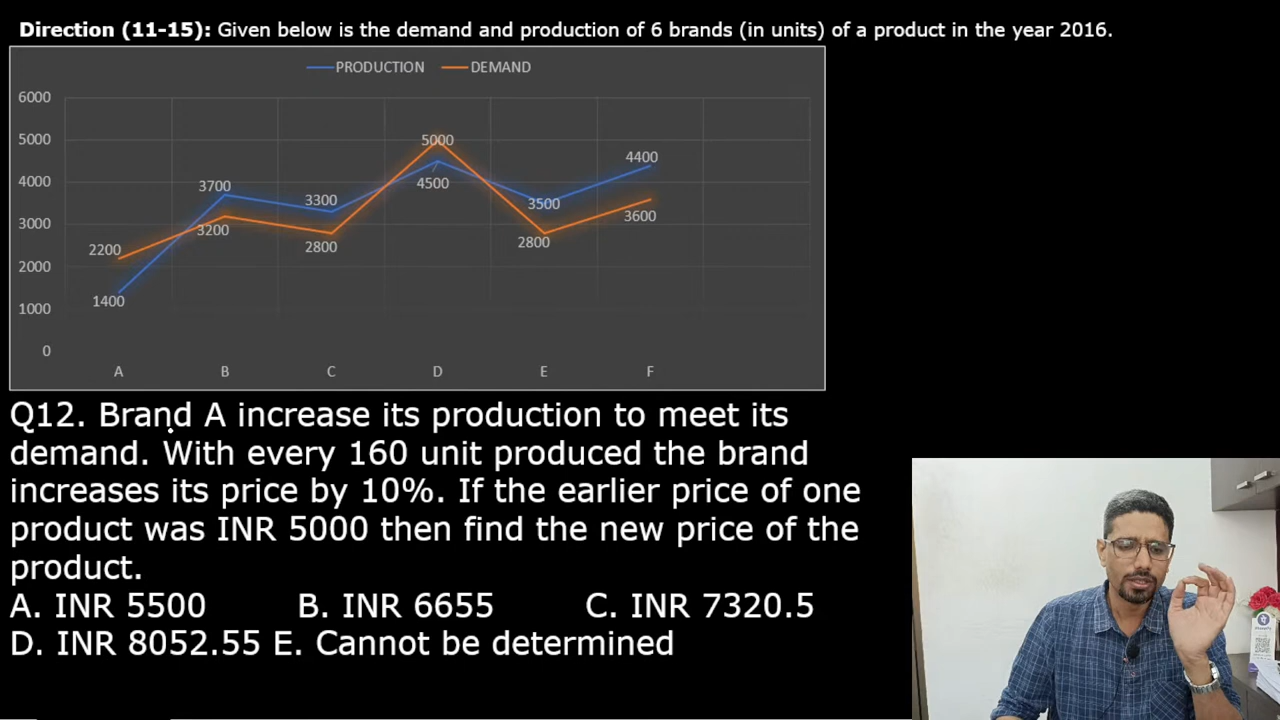 Direction (11-15): Given below is the demand and production of 6 brands (in units) of a product in the year 2016.
PRODUCTION DEMAND
6000
5000
4000
3000
2000
1000
0
2200
1400
3700
3200
3300
2800
5000
4500
3500
2800
4400
3600
A B C D E F
Q12. Brand A increase its production to meet its
demand. With every 160 unit produced the brand
increases its price by 10%. If the earlier price of one
product was INR 5000 then find the new price of the
product.
A. INR 5500 B. INR 6655 C. INR 7320.5
D. INR 8052.55 E. Cannot be determined